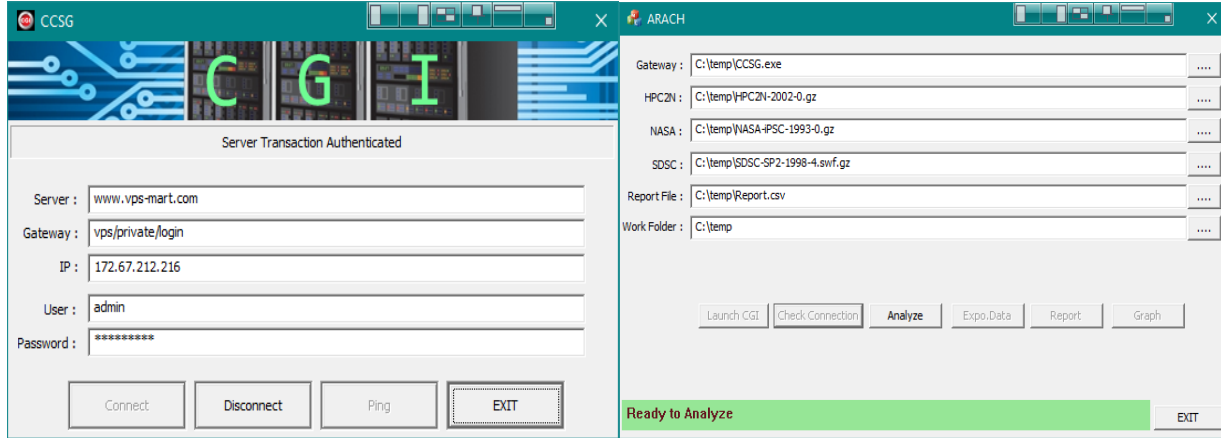 CCSG
C G I
Server Transaction Authenticated
Server : www.vps-mart.com
Gateway : vps/private/login
IP : 172.67.212.216
User : admin
Password : *********
Connect Disconnect Ping EXIT
ARACH
Gateway : C:\temp\CCSG.exe ....
HPC2N : C:\temp\HPC2N-2002-0.gz ....
NASA : C:\temp\NASA-iPSC-1993-0.gz ....
SDSC : C:\temp\SDSC-SP2-1998-4.swf.gz ....
Report File : C:\temp\Report.csv ....
Work Folder : C:\temp ....
Launch CGI Check Connection Analyze Expo.Data Report Graph
Ready to Analyze EXIT